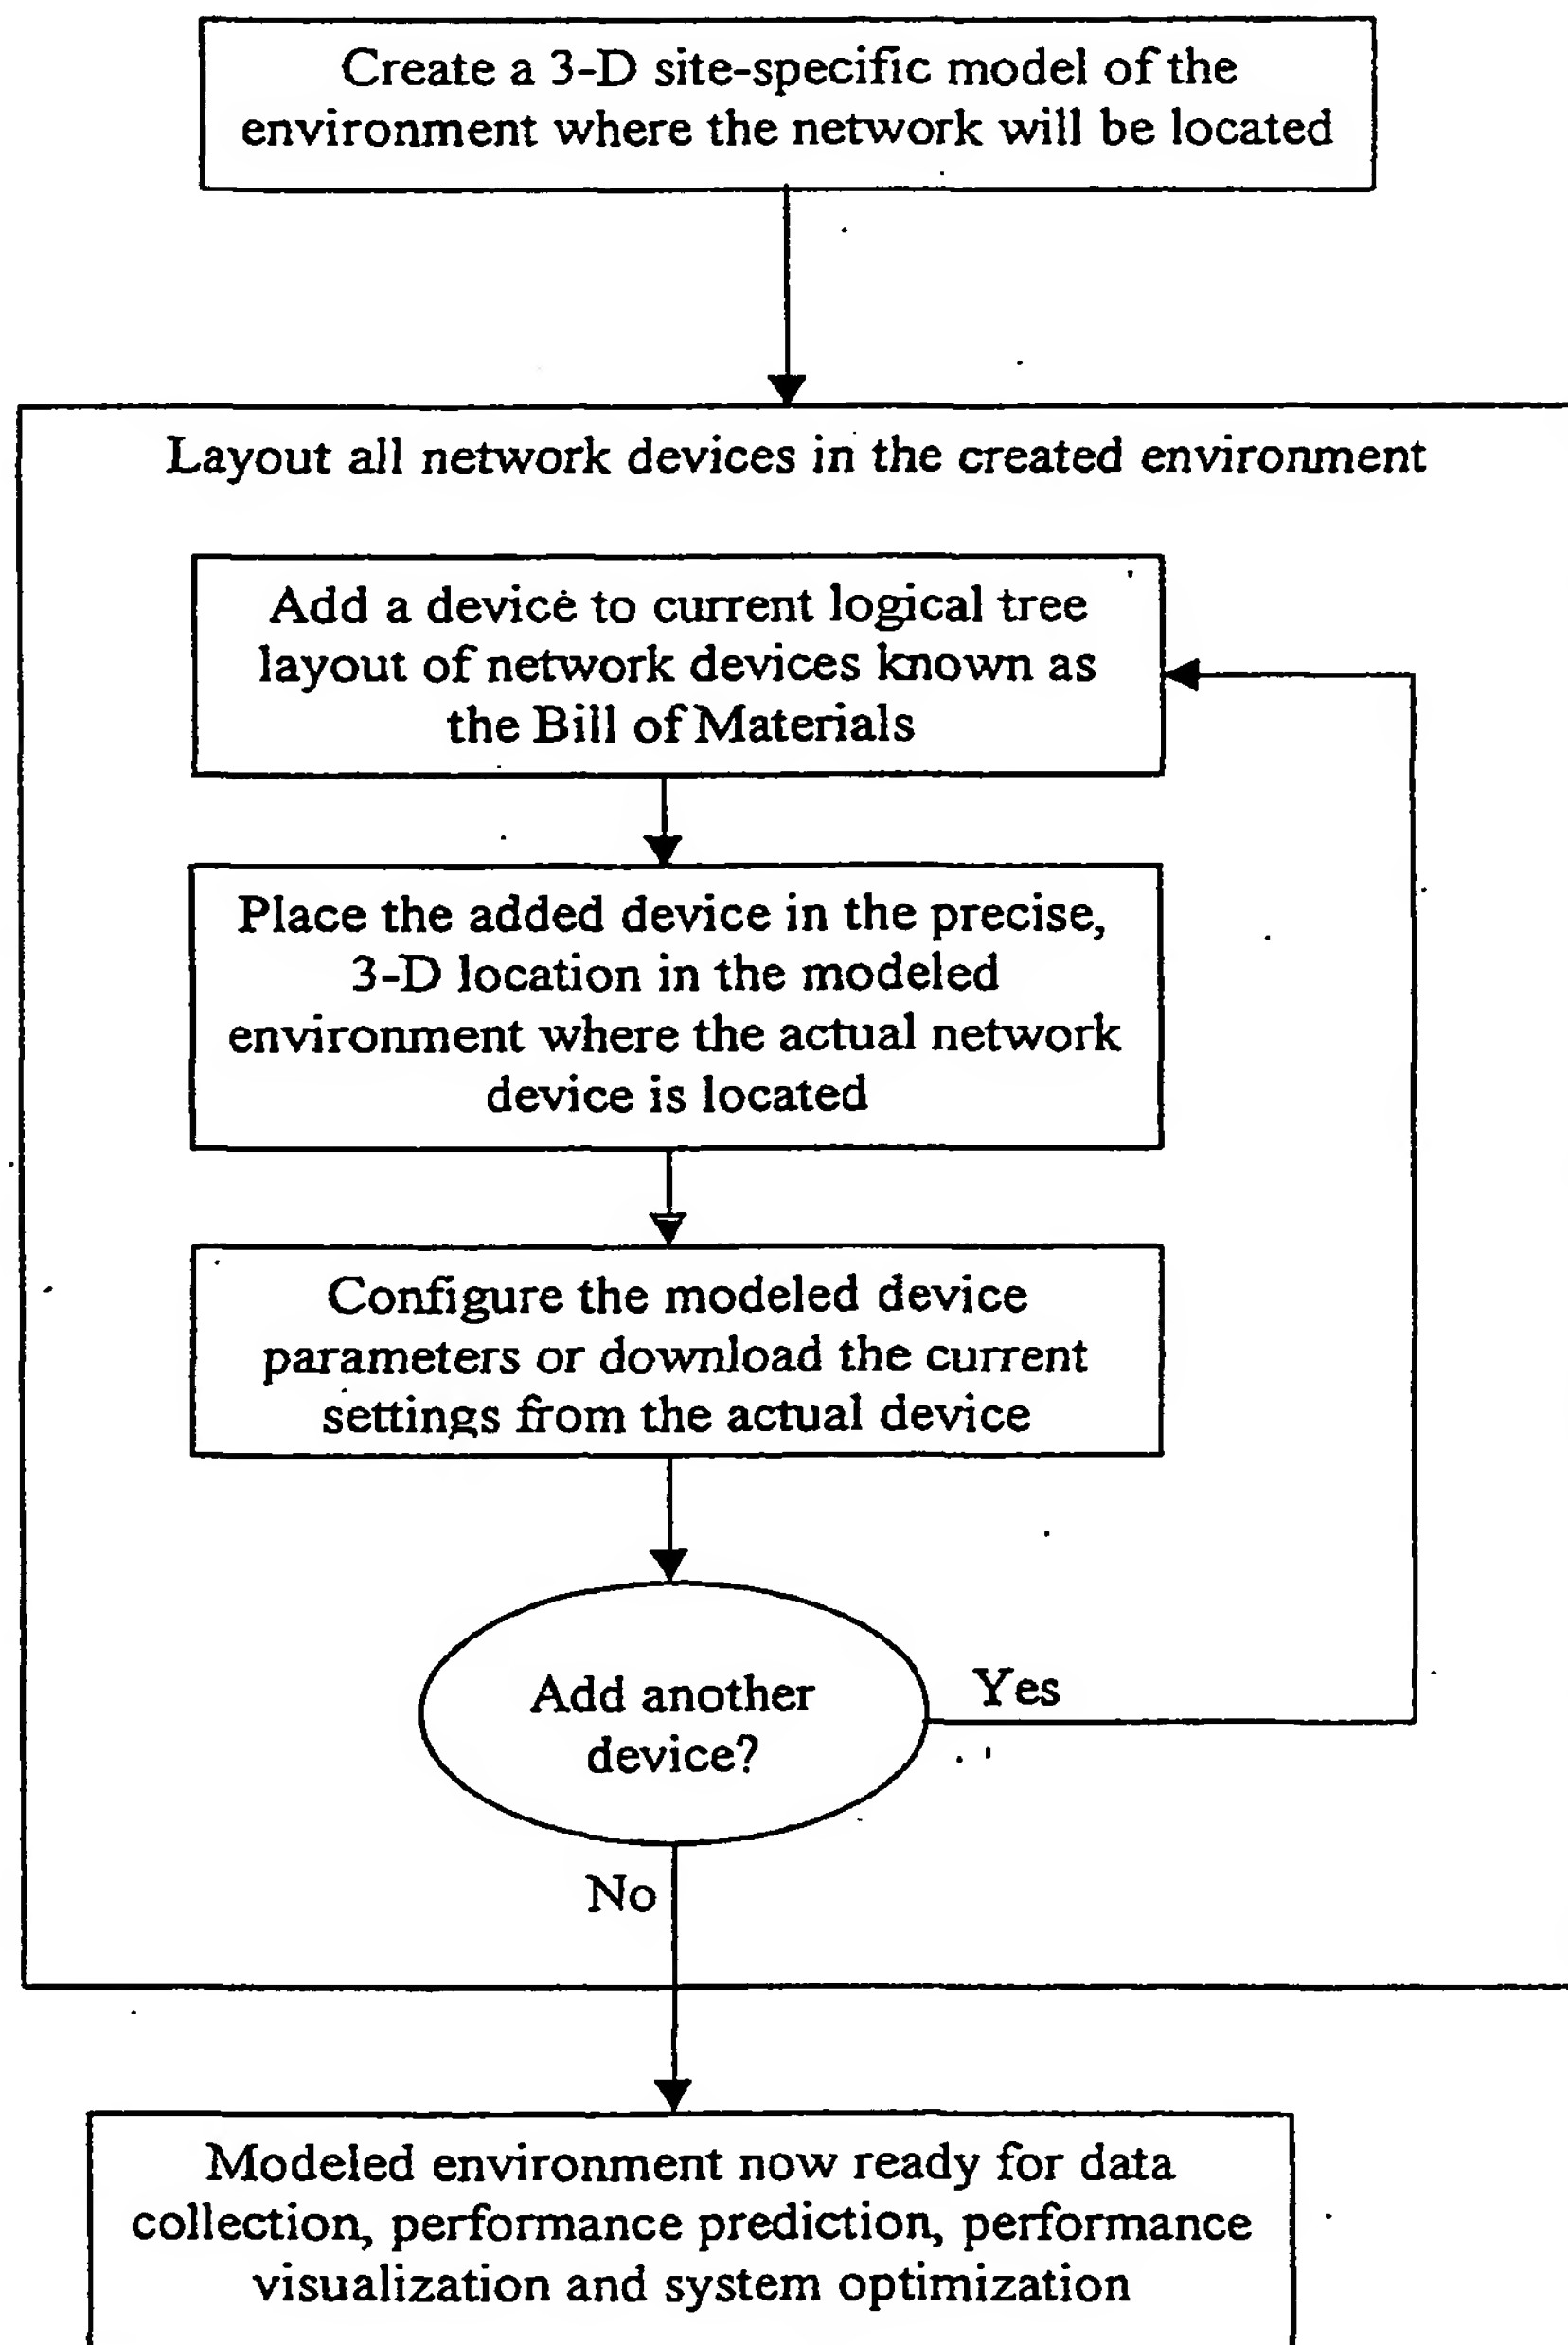 Create a 3-D site-specific model of the
environment where the network will be located
Layout all network devices in the created environment
Add a device to current logical tree
layout of network devices known as
the Bill of Materials
Place the added device in the precise,
3-D location in the modeled
environment where the actual network
device is located
Configure the modeled device
parameters or download the current
settings from the actual device
Add another
device?
Yes
No
Modeled environment now ready for data
collection, performance prediction, performance
visualization and system optimization